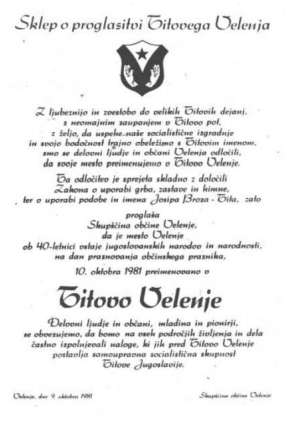 Sklep o proglasitvi Titovega Velenja
Z ljubeznijo in zvestobo do velikih Titovih dejanj,
z neomajnim zaupanjem v Titovo pot,
z željo, da uspehe naše socialistične izgradnje
in svojo bodočnost trajno obeležimo s Titovim imenom,
smo se delovni ljudje in občani Velenja odločili,
da svoje mesto preimenujemo v Titovo Velenje.
Ta odločitev je sprejeta skladno z določili
Zakona o uporabi grba, zastave in himne,
ter o uporabi podobe in imena Josipa Broza - Tita, zato
proglaša
Skupščina občine Velenje,
da je mesto Velenje
ob 40-letnici vstaje jugoslovanskih narodov in narodnosti,
na dan praznovanja občinskega praznika,
10. oktobra 1981 preimenovano v
Titovo Velenje
Delovni ljudje in občani, mladina in pionirji,
se obvezujemo, da bomo na vseh področjih življenja in dela
častno izpolnjevali naloge, ki jih pred Titovo Velenje
postavlja samoupravna socialistična skupnost
Titove Jugoslavije.
Velenje, dne 9. oktobra 1981
Skupščina občine Velenje